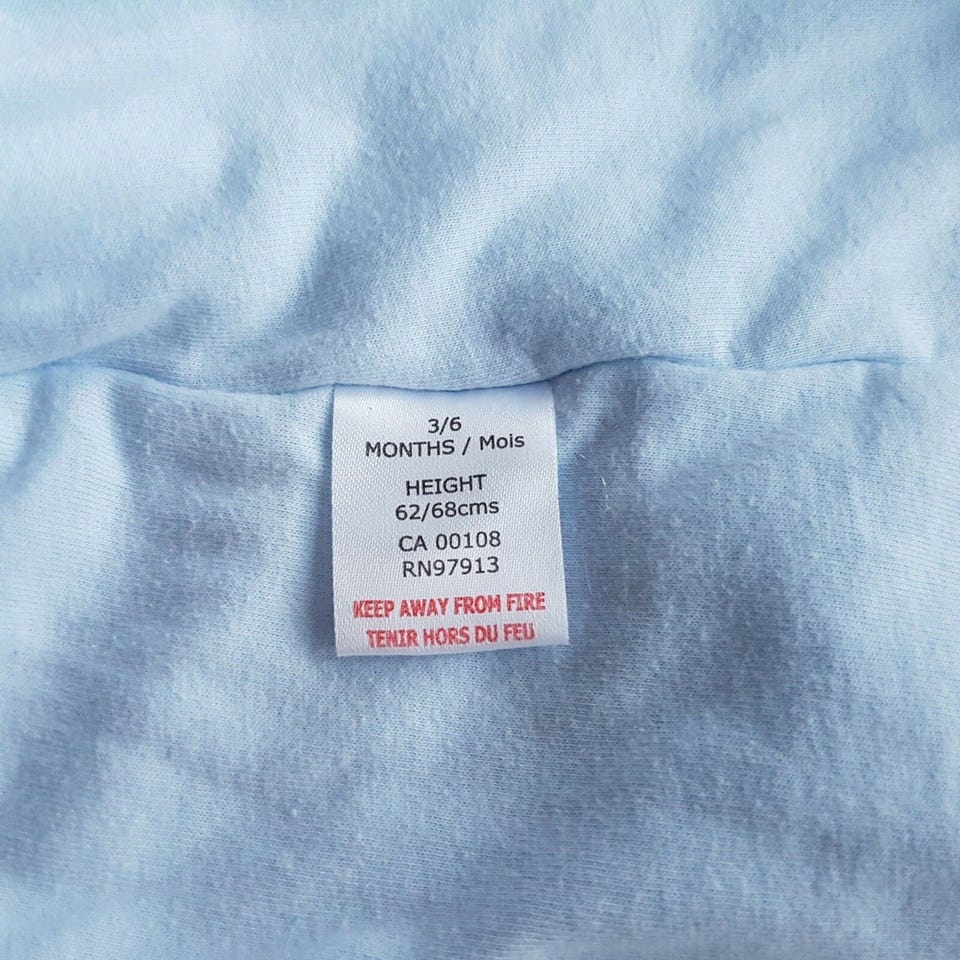 3/6
MONTHS / Mois
HEIGHT
62/68cms
CA 00108
RN97913
KEEP AWAY FROM FIRE
TENIR HORS DU FEU